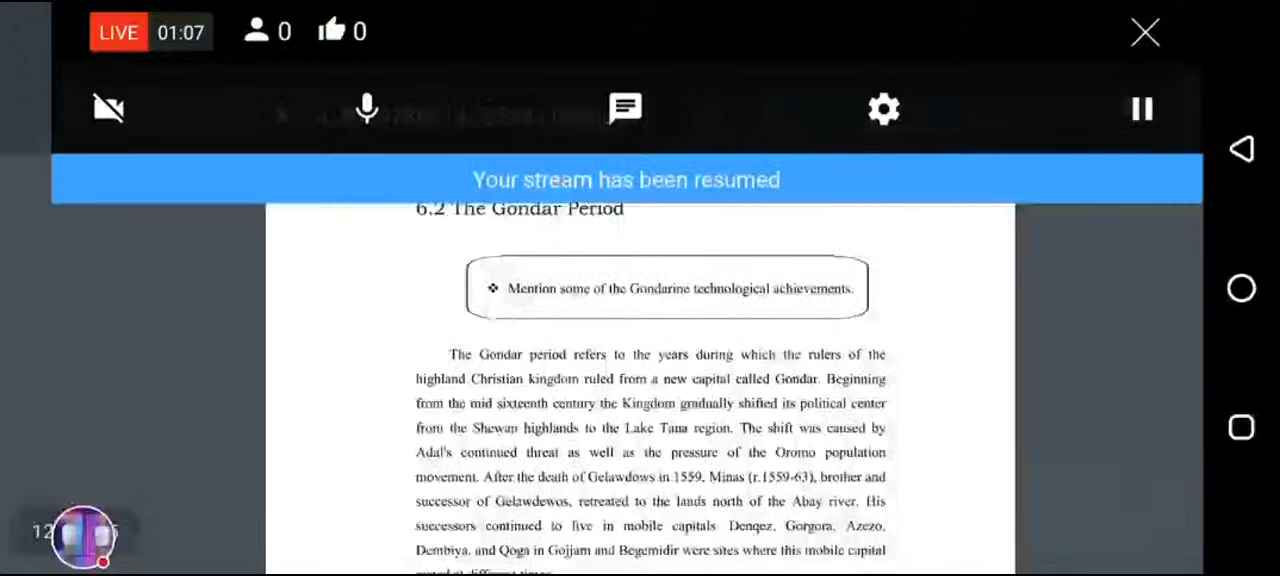 LIVE 01:07 0 0
Your stream has been resumed
6.2 The Gondar Period
❖ Mention some of the Gondarine technological achievements.
The Gondar period refers to the years during which the rulers of the
highland Christian kingdom ruled from a new capital called Gondar. Beginning
from the mid sixteenth century the Kingdom gradually shifted its political center
from the Shewan highlands to the Lake Tana region. The shift was caused by
Adal's continued threat as well as the pressure of the Oromo population
movement. After the death of Gelawdows in 1559, Minas (r.1559-63), brother and
successor of Gelawdewos, retreated to the lands north of the Abay river. His
successors continued to live in mobile capitals. Denqez, Gorgora, Azezo,
Dembiya, and Qoga in Gojjam and Begemidir were sites where this mobile capital
12